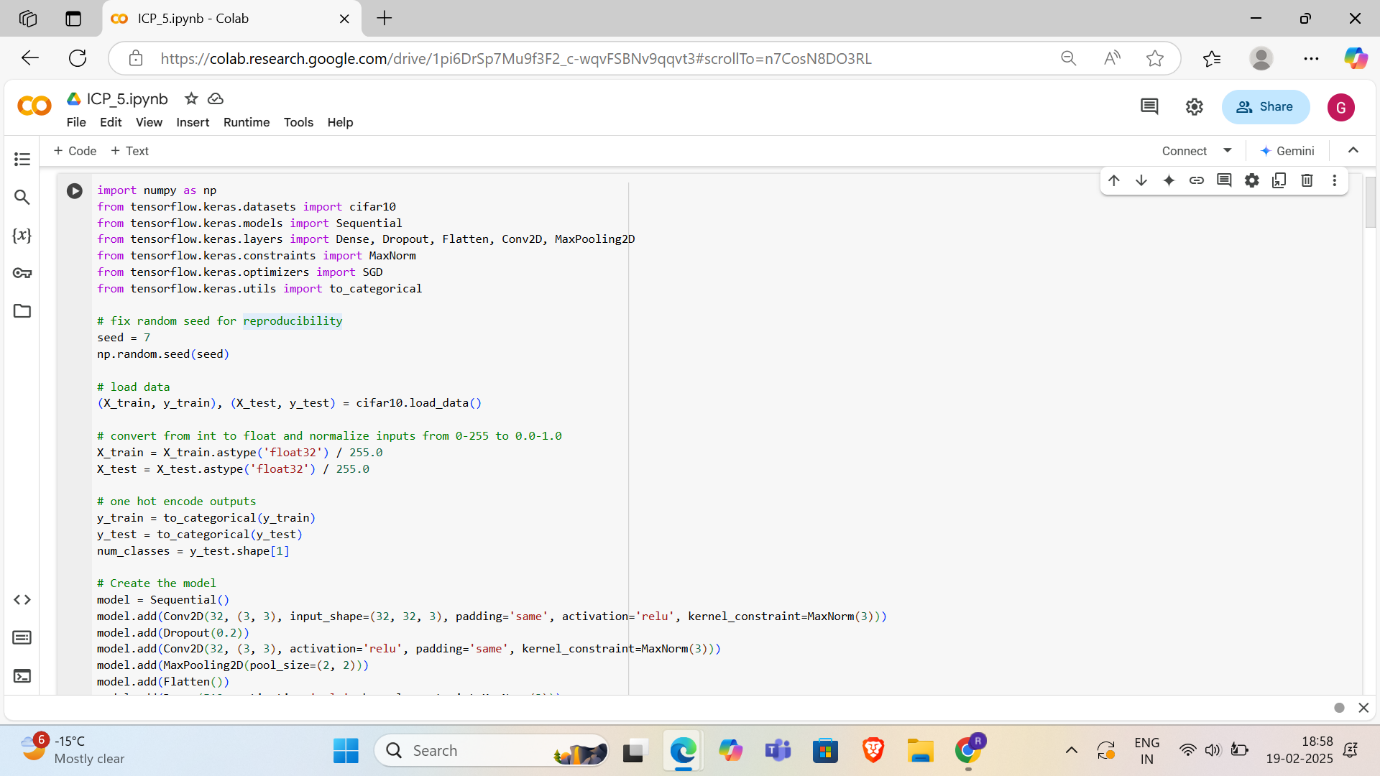 ICP_5.ipynb - Colab
https://colab.research.google.com/drive/1pi6DrSp7Mu9f3F2_c-wqvFSBNv9qqvt3#scrollTo=n7CosN8DO3RL
ICP_5.ipynb
File Edit View Insert Runtime Tools Help
Share
G
+ Code + Text
Connect
Gemini
import numpy as np
from tensorflow.keras.datasets import cifar10
from tensorflow.keras.models import Sequential
from tensorflow.keras.layers import Dense, Dropout, Flatten, Conv2D, MaxPooling2D
from tensorflow.keras.constraints import MaxNorm
from tensorflow.keras.optimizers import SGD
from tensorflow.keras.utils import to_categorical
# fix random seed for reproducibility
seed = 7
np.random.seed(seed)
# load data
(X_train, y_train), (X_test, y_test) = cifar10.load_data()
# convert from int to float and normalize inputs from 0-255 to 0.0-1.0
X_train = X_train.astype('float32') / 255.0
X_test = X_test.astype('float32') / 255.0
# one hot encode outputs
y_train = to_categorical(y_train)
y_test = to_categorical(y_test)
num_classes = y_test.shape[1]
# Create the model
model = Sequential()
model.add(Conv2D(32, (3, 3), input_shape=(32, 32, 3), padding='same', activation='relu', kernel_constraint=MaxNorm(3)))
model.add(Dropout(0.2))
model.add(Conv2D(32, (3, 3), activation='relu', padding='same', kernel_constraint=MaxNorm(3)))
model.add(MaxPooling2D(pool_size=(2, 2)))
model.add(Flatten())
6
-15°C
Mostly clear
Search
R
ENG
IN
18:58
19-02-2025